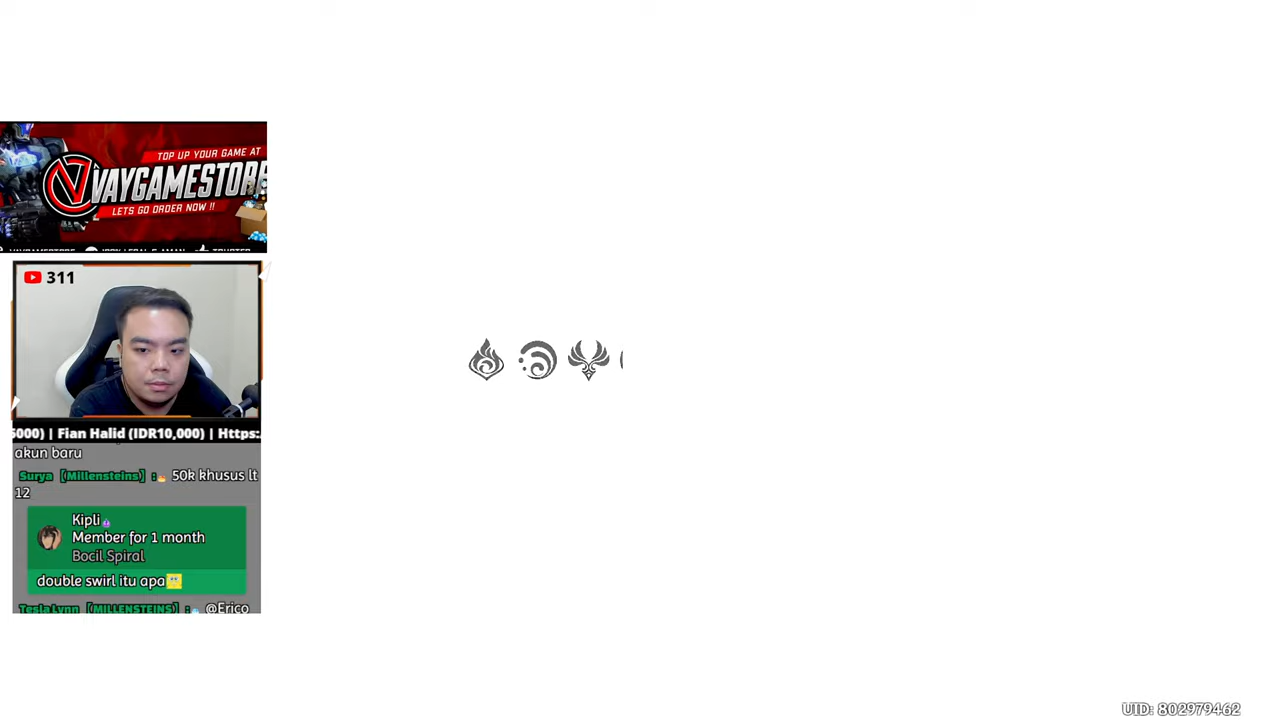 TOP UP YOUR GAME AT
VAYGAMESTORE
LETS GO ORDER NOW !!
311
5000) | Fian Halid (IDR10,000) | Https:
akun baru
Surya [Millensteins] : 50k khusus lt
12
Kipli
Member for 1 month
Bocil Spiral
double swirl itu apa
TeslaLynn [MILLENSTEINS] : @Erico
UID: 802979462